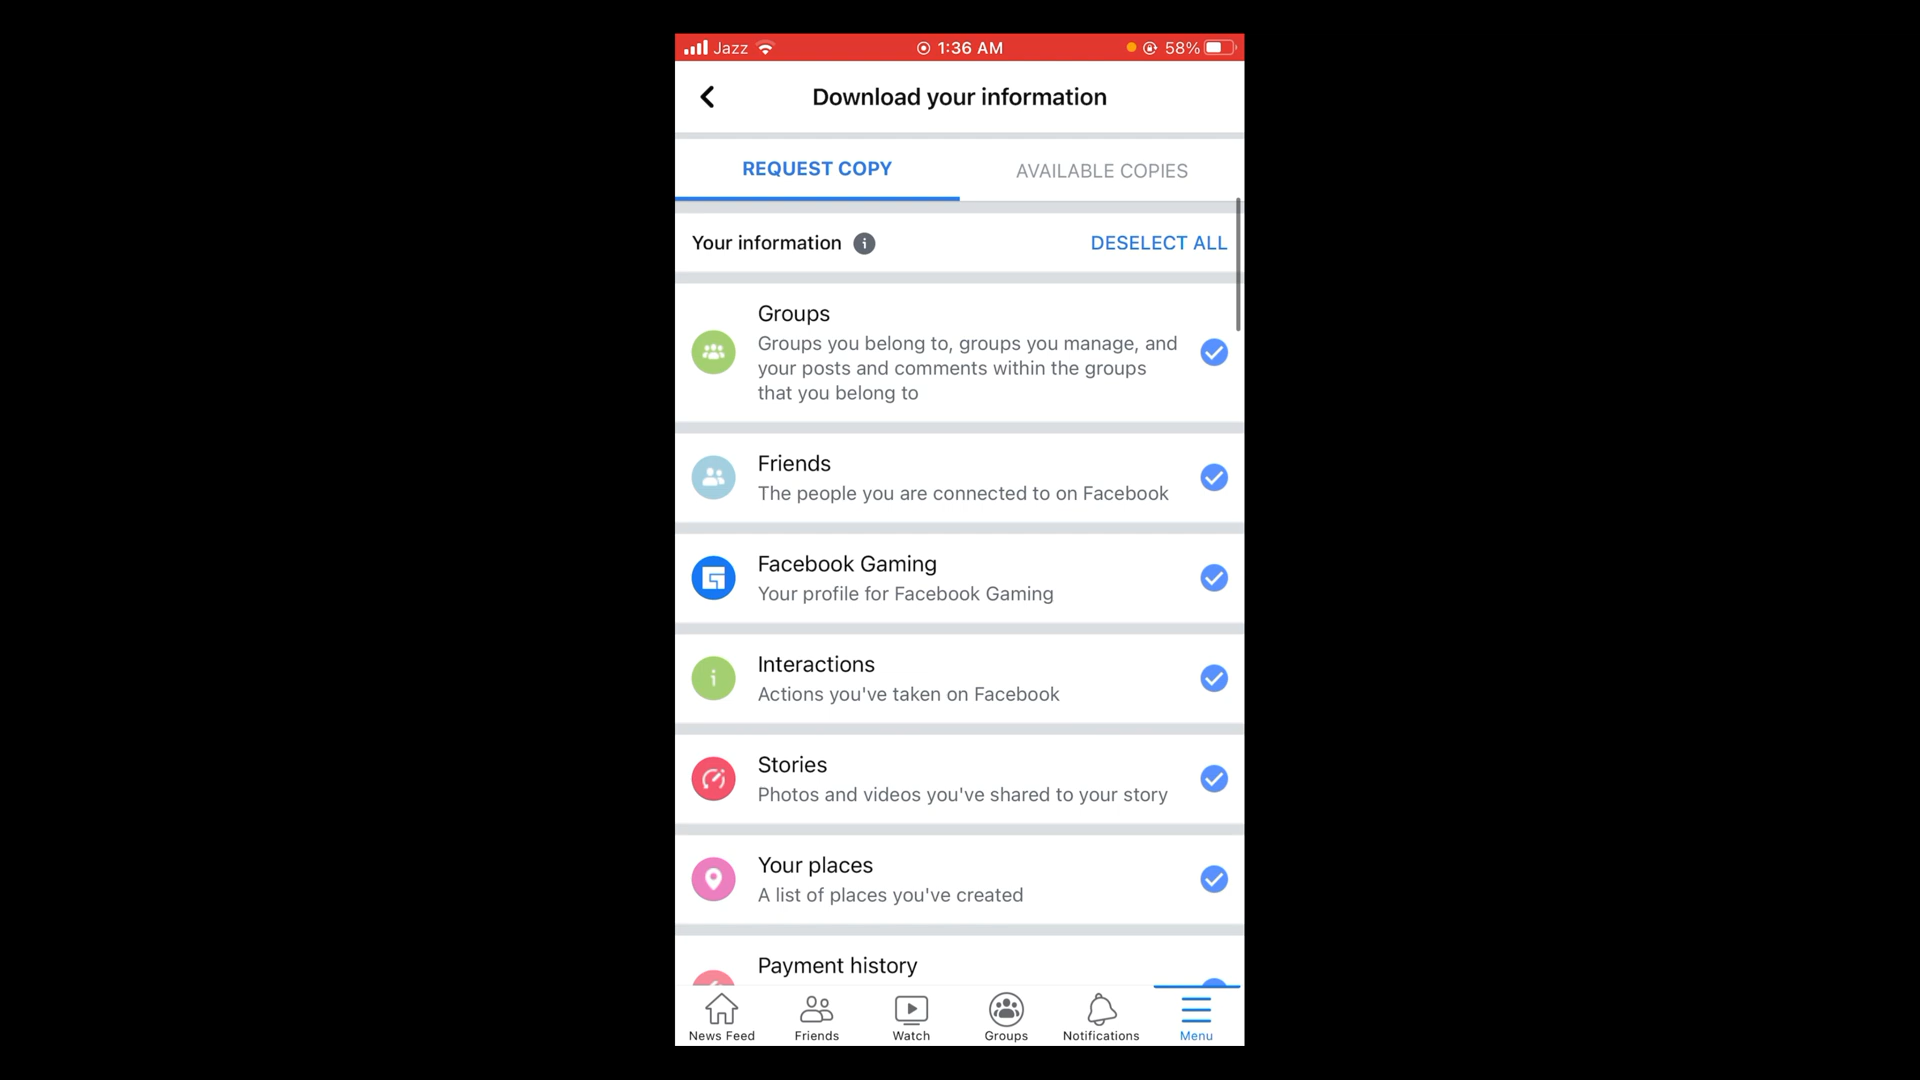 Jazz 1:36 AM 58%
Download your information
REQUEST COPY AVAILABLE COPIES
Your information DESELECT ALL
Groups
Groups you belong to, groups you manage, and
your posts and comments within the groups
that you belong to
Friends
The people you are connected to on Facebook
Facebook Gaming
Your profile for Facebook Gaming
Interactions
Actions you've taken on Facebook
Stories
Photos and videos you've shared to your story
Your places
A list of places you've created
Payment history
News Feed Friends Watch Groups Notifications Menu